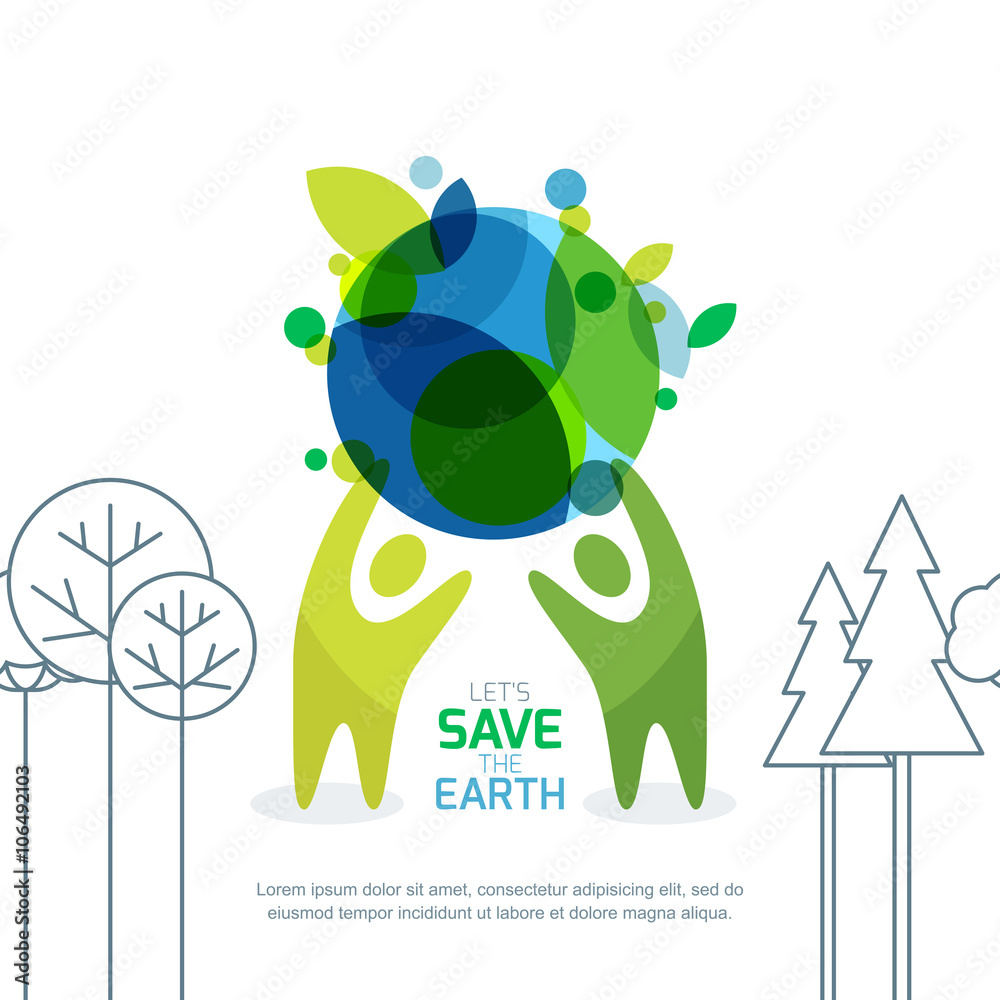 LET'S
SAVE
THE
EARTH
Lorem ipsum dolor sit amet, consectetur adipisicing elit, sed do
eiusmod tempor incididunt ut labore et dolore magna aliqua.
#106492103
Adobe Stock